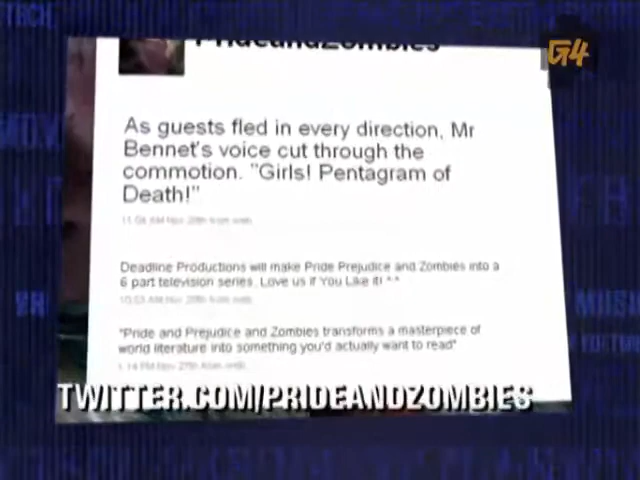 TECH
G4
PrideandZombies
As guests fled in every direction, Mr
Bennet's voice cut through the
commotion. "Girls! Pentagram of
Death!"
Deadline Productions will make Pride Prejudice and Zombies into a
6 part television series. Love us if You Like it! ^^
"Pride and Prejudice and Zombies transforms a masterpiece of
world literature into something you'd actually want to read"
TWITTER.COM/PRIDEANDZOMBIES